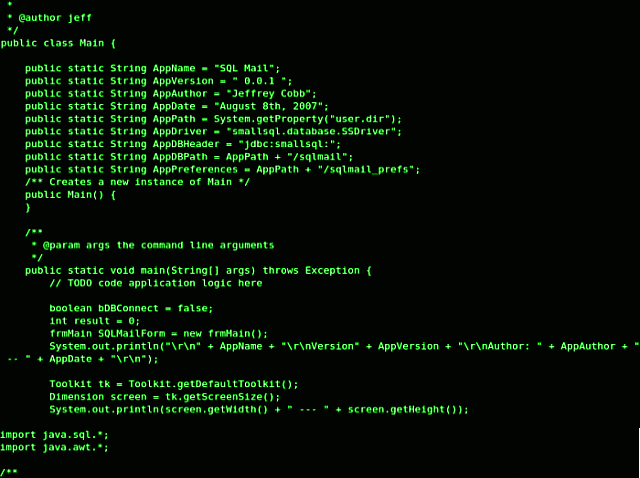 *
* @author jeff
*/
public class Main {
public static String AppName = "SQL Mail";
public static String AppVersion = " 0.0.1 ";
public static String AppAuthor = "Jeffrey Cobb";
public static String AppDate = "August 8th, 2007";
public static String AppPath = System.getProperty("user.dir");
public static String AppDriver = "smallsql.database.SSDriver";
public static String AppDBHeader = "jdbc:smallsql:";
public static String AppDBPath = AppPath + "/sqlmail";
public static String AppPreferences = AppPath + "/sqlmail_prefs";
/** Creates a new instance of Main */
public Main() {
}
/**
* @param args the command line arguments
*/
public static void main(String[] args) throws Exception {
// TODO code application logic here
boolean bDBConnect = false;
int result = 0;
frmMain SQLMailForm = new frmMain();
System.out.println("\r\n" + AppName + "\r\nVersion" + AppVersion + "\r\nAuthor: " + AppAuthor + "
-- " + AppDate + "\r\n");
Toolkit tk = Toolkit.getDefaultToolkit();
Dimension screen = tk.getScreenSize();
System.out.println(screen.getWidth() + " --- " + screen.getHeight());
import java.sql.*;
import java.awt.*;
/**